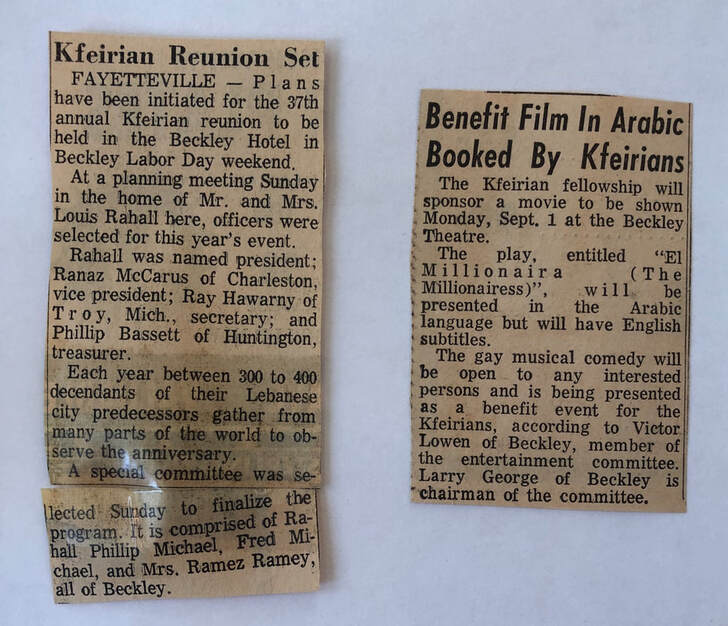 Kfeirian Reunion Set
FAYETTEVILLE — Plans
have been initiated for the 37th
annual Kfeirian reunion to be
held in the Beckley Hotel in
Beckley Labor Day weekend.
At a planning meeting Sunday
in the home of Mr. and Mrs.
Louis Rahall here, officers were
selected for this year's event.
Rahall was named president;
Ranaz McCarus of Charleston,
vice president; Ray Hawarny of
Troy, Mich., secretary; and
Phillip Bassett of Huntington,
treasurer.
Each year between 300 to 400
decendants of their Lebanese
city predecessors gather from
many parts of the world to ob-
serve the anniversary.
A special committee was se-
lected Sunday to finalize the
program. It is comprised of Ra-
hall Phillip Michael, Fred Mi-
chael, and Mrs. Ramez Ramey,
all of Beckley.
Benefit Film In Arabic
Booked By Kfeirians
The Kfeirian fellowship will
sponsor a movie to be shown
Monday, Sept. 1 at the Beckley
Theatre.
The play, entitled "El
Millionaira (The
Millionairess)", will be
presented in the Arabic
language but will have English
subtitles.
The gay musical comedy will
be open to any interested
persons and is being presented
as a benefit event for the
Kfeirians, according to Victor
Lowen of Beckley, member of
the entertainment committee.
Larry George of Beckley is
chairman of the committee.